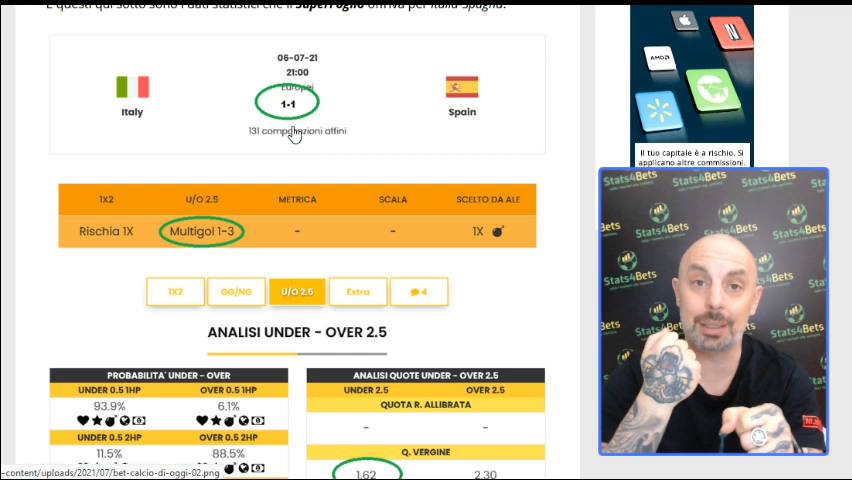 E questi qui sotto sono i dati statistici che il SuperFoglio offriva per Italia-Spagna:
06-07-21
21:00
Europei
1-1
Italy
Spain
131 comparazioni affini
1X2 U/O 2.5 METRICA SCALA SCELTO DA ALE
Rischia 1X Multigol 1-3 - - 1X
1X2 GG/NG U/O 2.5 Extra 4
ANALISI UNDER - OVER 2.5
PROBABILITA' UNDER - OVER
UNDER 0.5 1HP OVER 0.5 1HP
93.9% 6.1%
UNDER 0.5 2HP OVER 0.5 2HP
11.5% 88.5%
ANALISI QUOTE UNDER - OVER 2.5
UNDER 2.5 OVER 2.5
QUOTA R. ALLIBRATA
- -
Q. VERGINE
1.62 2.30
-content/uploads/2021/07/bet-calcio-di-oggi-02.png
AMD
N
Il tuo capitale è a rischio. Si
applicano altre commissioni.
Stats4Bets
Stats4Bets
Stats4Bets
Stats4Bets
Stats4Bets